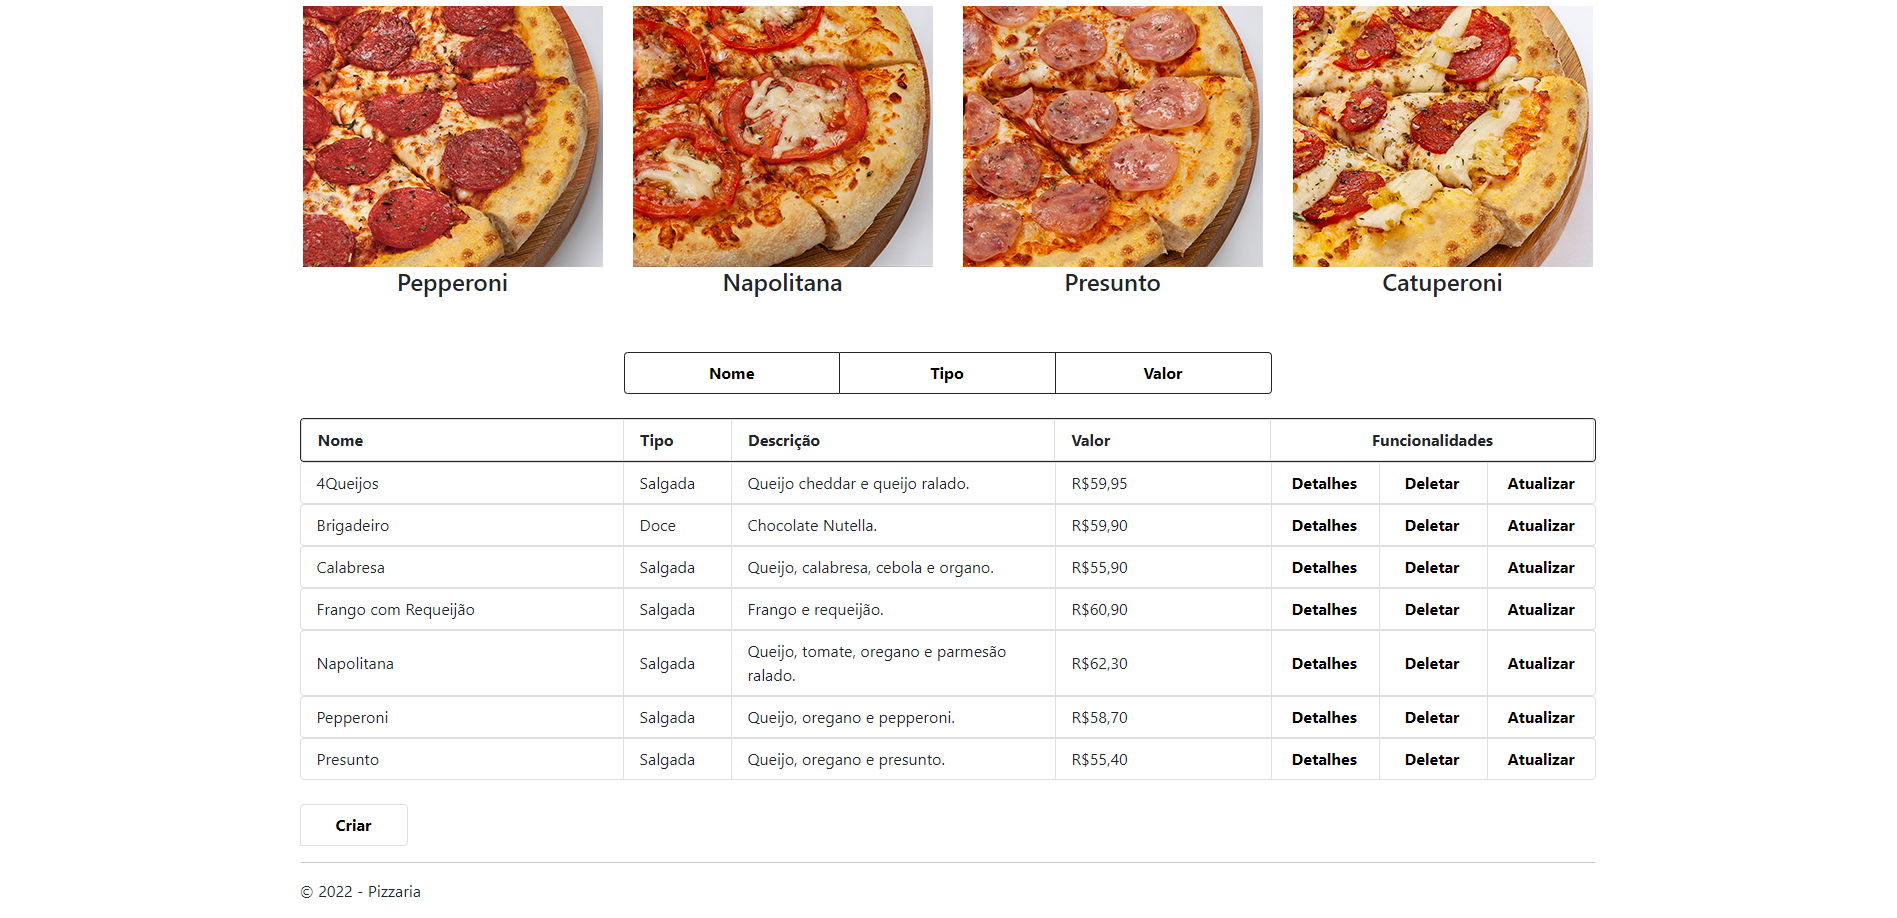 Pepperoni Napolitana Presunto Catuperoni
Nome Tipo Valor
Nome Tipo Descrição Valor Funcionalidades
4Queijos Salgada Queijo cheddar e queijo ralado. R$59,95 Detalhes Deletar Atualizar
Brigadeiro Doce Chocolate Nutella. R$59,90 Detalhes Deletar Atualizar
Calabresa Salgada Queijo, calabresa, cebola e organo. R$55,90 Detalhes Deletar Atualizar
Frango com Requeijão Salgada Frango e requeijão. R$60,90 Detalhes Deletar Atualizar
Napolitana Salgada Queijo, tomate, oregano e parmesão
ralado. R$62,30 Detalhes Deletar Atualizar
Pepperoni Salgada Queijo, oregano e pepperoni. R$58,70 Detalhes Deletar Atualizar
Presunto Salgada Queijo, oregano e presunto. R$55,40 Detalhes Deletar Atualizar
Criar
© 2022 - Pizzaria